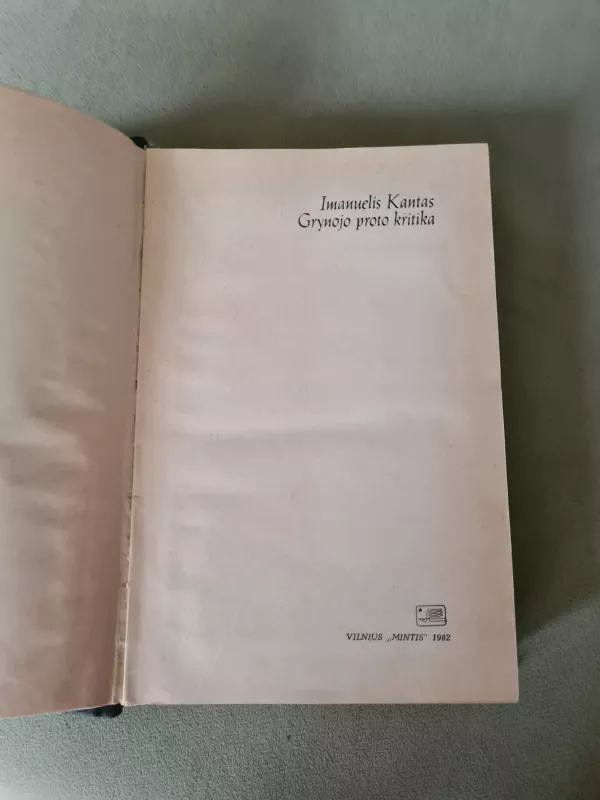 Imanuelis Kantas
Grynojo proto kritika
VILNIUS „MINTIS" 1982